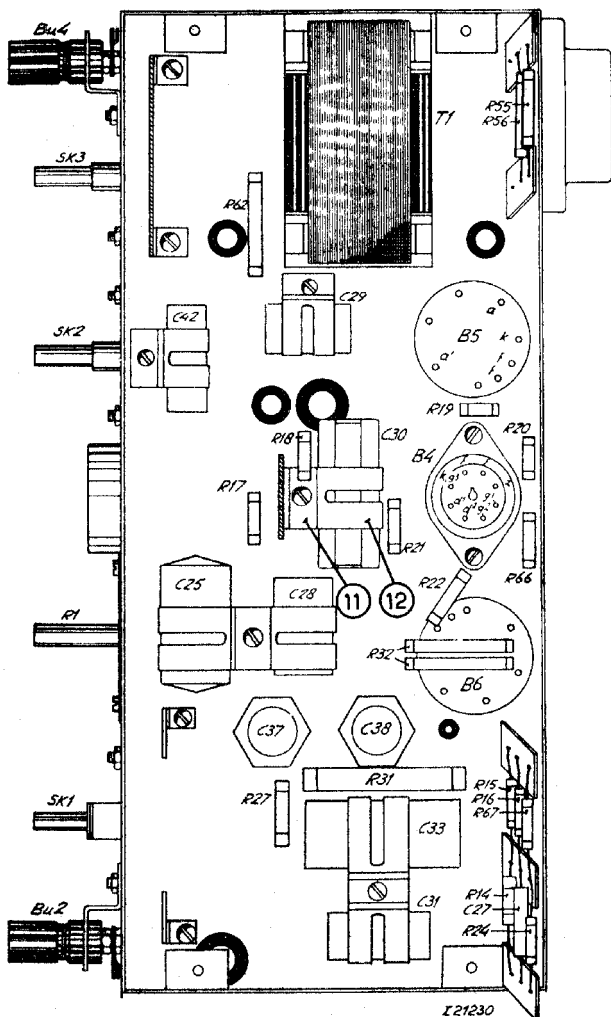 Bu4
R55
R56
T1
SK3
R62
C29
C42
SK2
a
B5
k
a'
f
f
R19
C30
R20
R18
B4
R17
R21
11
12
R66
R22
C25
C28
R1
R32
B6
C37
C38
R31
R15
R16
R67
R27
SK1
C33
R14
C27
R24
C31
Bu2
I 21230